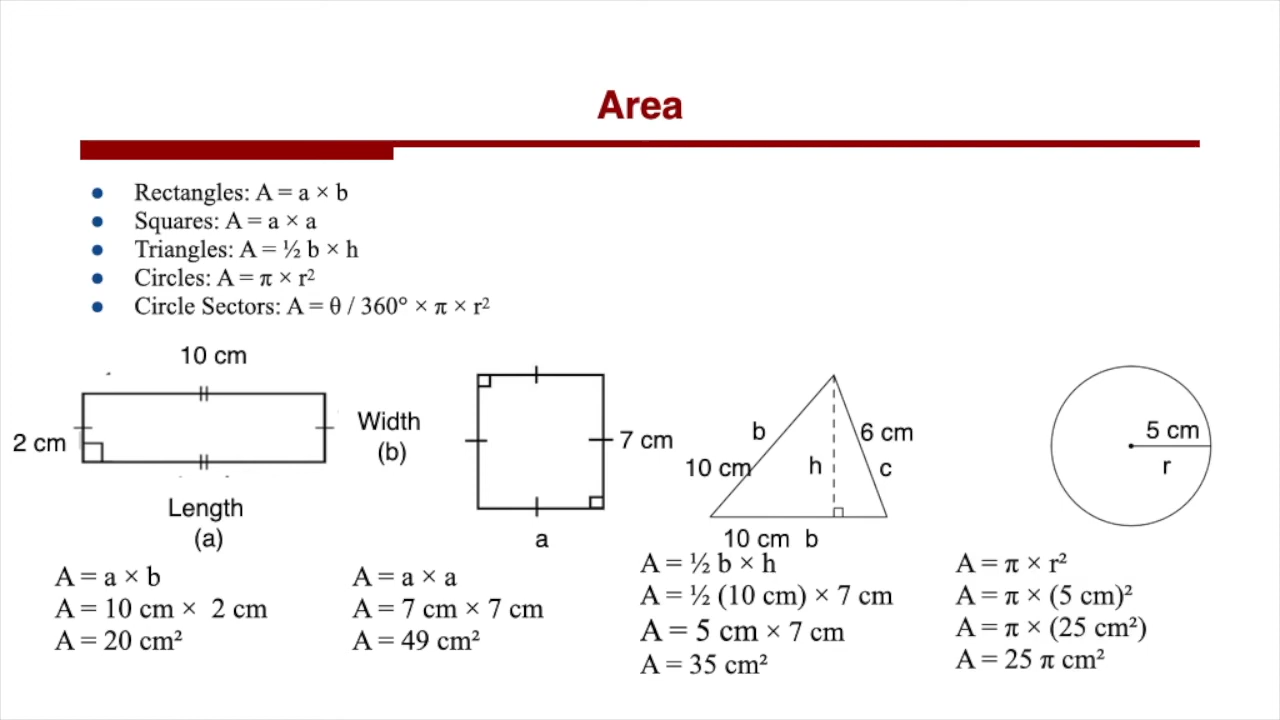 Area
● Rectangles: A = a × b
● Squares: A = a × a
● Triangles: A = ½ b × h
● Circles: A = π × r²
● Circle Sectors: A = θ / 360° × π × r²
10 cm
2 cm
Width
(b)
Length
(a)
A = a × b
A = 10 cm × 2 cm
A = 20 cm²
7 cm
a
A = a × a
A = 7 cm × 7 cm
A = 49 cm²
b
6 cm
10 cm
h
c
10 cm b
A = ½ b × h
A = ½ (10 cm) × 7 cm
A = 5 cm × 7 cm
A = 35 cm²
5 cm
r
A = π × r²
A = π × (5 cm)²
A = π × (25 cm²)
A = 25 π cm²